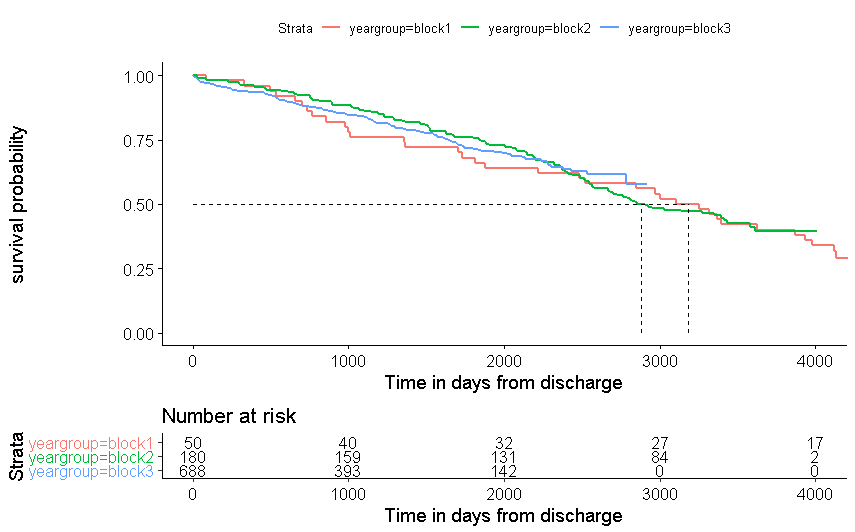 Strata yeargroup=block1 yeargroup=block2 yeargroup=block3
survival probability
1.00
0.75
0.50
0.25
0.00
0 1000 2000 3000 4000
Time in days from discharge
Number at risk
Strata
yeargroup=block1 50 40 32 27 17
yeargroup=block2 180 159 131 84 2
yeargroup=block3 688 393 142 0 0
0 1000 2000 3000 4000
Time in days from discharge